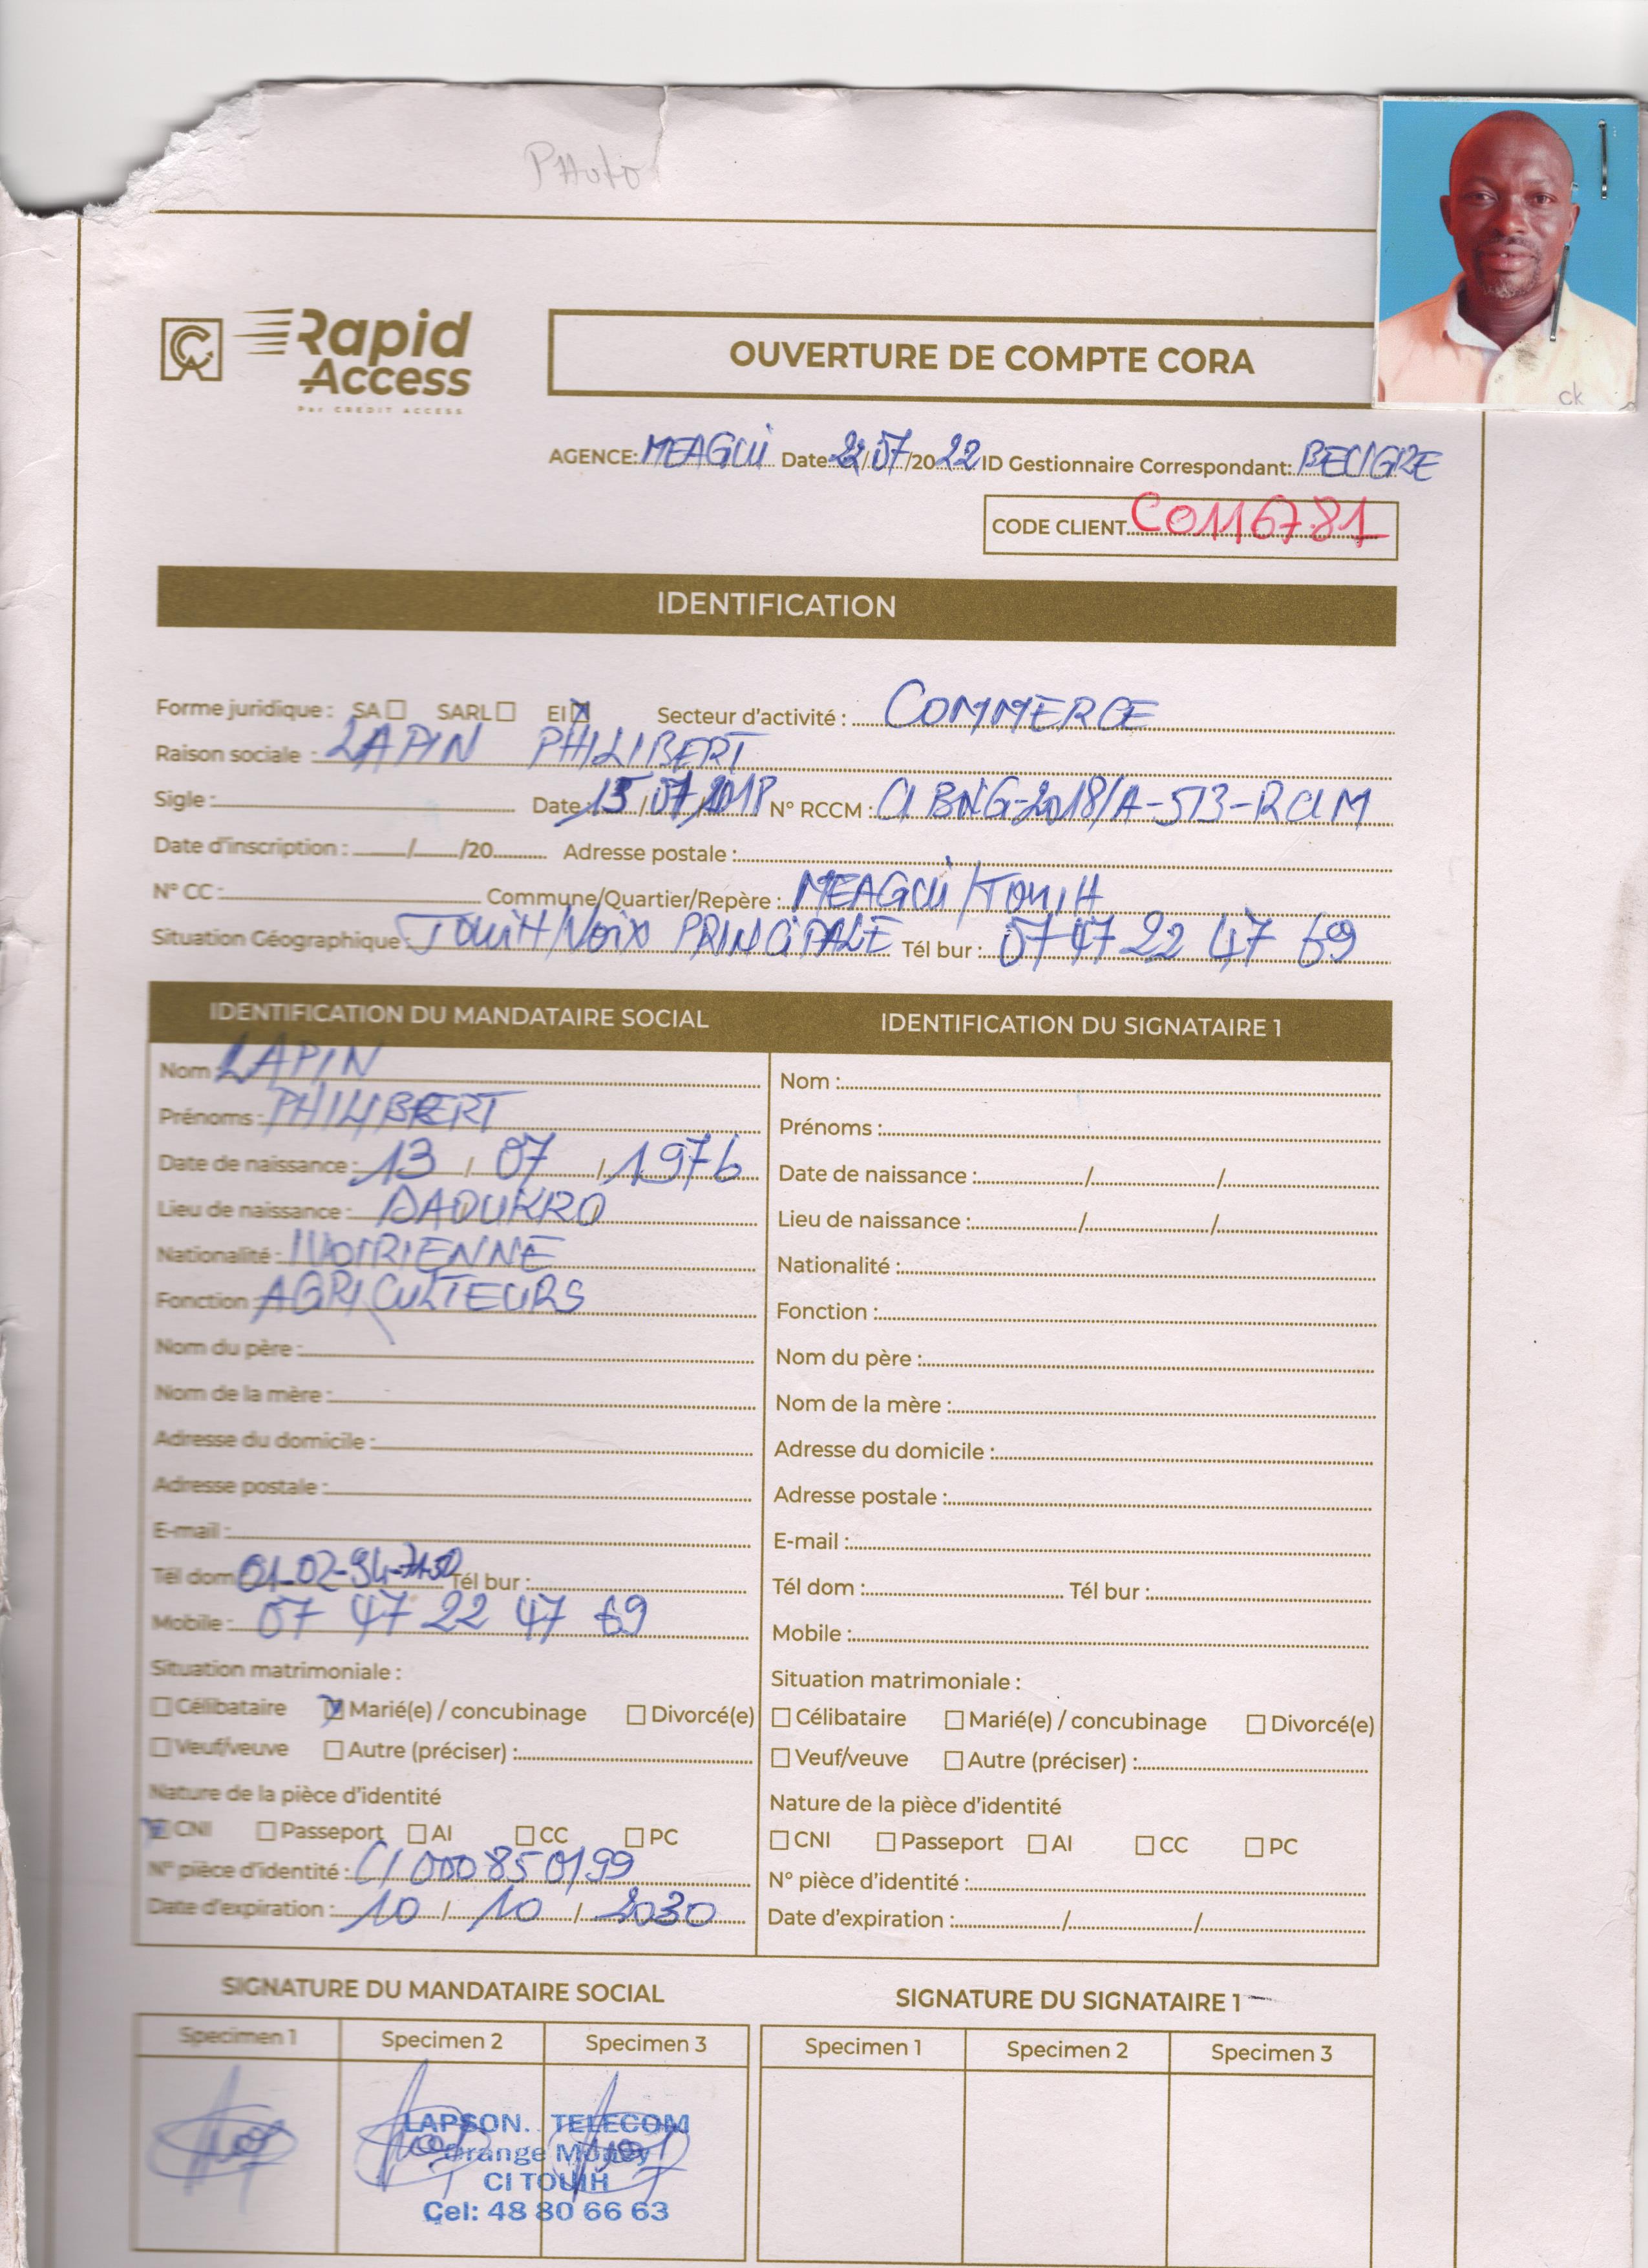 PHoto
Rapid Access
Par CREDIT ACCESS
OUVERTURE DE COMPTE CORA
ck
AGENCE: MEAGUI Date 22/07/2022 ID Gestionnaire Correspondant: BECIGRE
CODE CLIENT C0116781
IDENTIFICATION
Forme juridique : SA SARL EI Secteur d'activité : COMMERCE
Raison sociale : LAPIN PHILIBERT
Sigle : Date : 15/07/2018 N° RCCM : CI BNG-2018/A-513-RCCM
Date d'inscription : / /20 Adresse postale :
N° CC : Commune/Quartier/Repère : MEAGUI/TOUIH
Situation Géographique : TOUIH/VOIX PRINCIPALE Tél bur : 07 47 22 47 69
IDENTIFICATION DU MANDATAIRE SOCIAL
Nom : LAPIN
Prénoms : PHILIBERT
Date de naissance : 13 / 07 / 1976
Lieu de naissance : DAOUKRO
Nationalité : IVOIRIENNE
Fonction AGRICULTEURS
Nom du père :
Nom de la mère :
Adresse du domicile :
Adresse postale :
E-mail :
Tél dom 01-02-94-71-50 Tél bur :
Mobile : 07 47 22 47 69
Situation matrimoniale :
Célibataire Marié(e) / concubinage Divorcé(e)
Veuf/veuve Autre (préciser) :
Nature de la pièce d'identité
CNI Passeport AI CC PC
N° pièce d'identité : CI 000850199
Date d'expiration : 10 / 10 / 2030
IDENTIFICATION DU SIGNATAIRE 1
Nom :
Prénoms :
Date de naissance : / /
Lieu de naissance : / /
Nationalité :
Fonction :
Nom du père :
Nom de la mère :
Adresse du domicile :
Adresse postale :
E-mail :
Tél dom : Tél bur :
Mobile :
Situation matrimoniale :
Célibataire Marié(e) / concubinage Divorcé(e)
Veuf/veuve Autre (préciser) :
Nature de la pièce d'identité
CNI Passeport AI CC PC
N° pièce d'identité :
Date d'expiration : / /
SIGNATURE DU MANDATAIRE SOCIAL
Specimen 1 Specimen 2 Specimen 3
LAPSON. TELECOM
Orange Money
CI TOUIH
Cel: 48 80 66 63
SIGNATURE DU SIGNATAIRE 1
Specimen 1 Specimen 2 Specimen 3